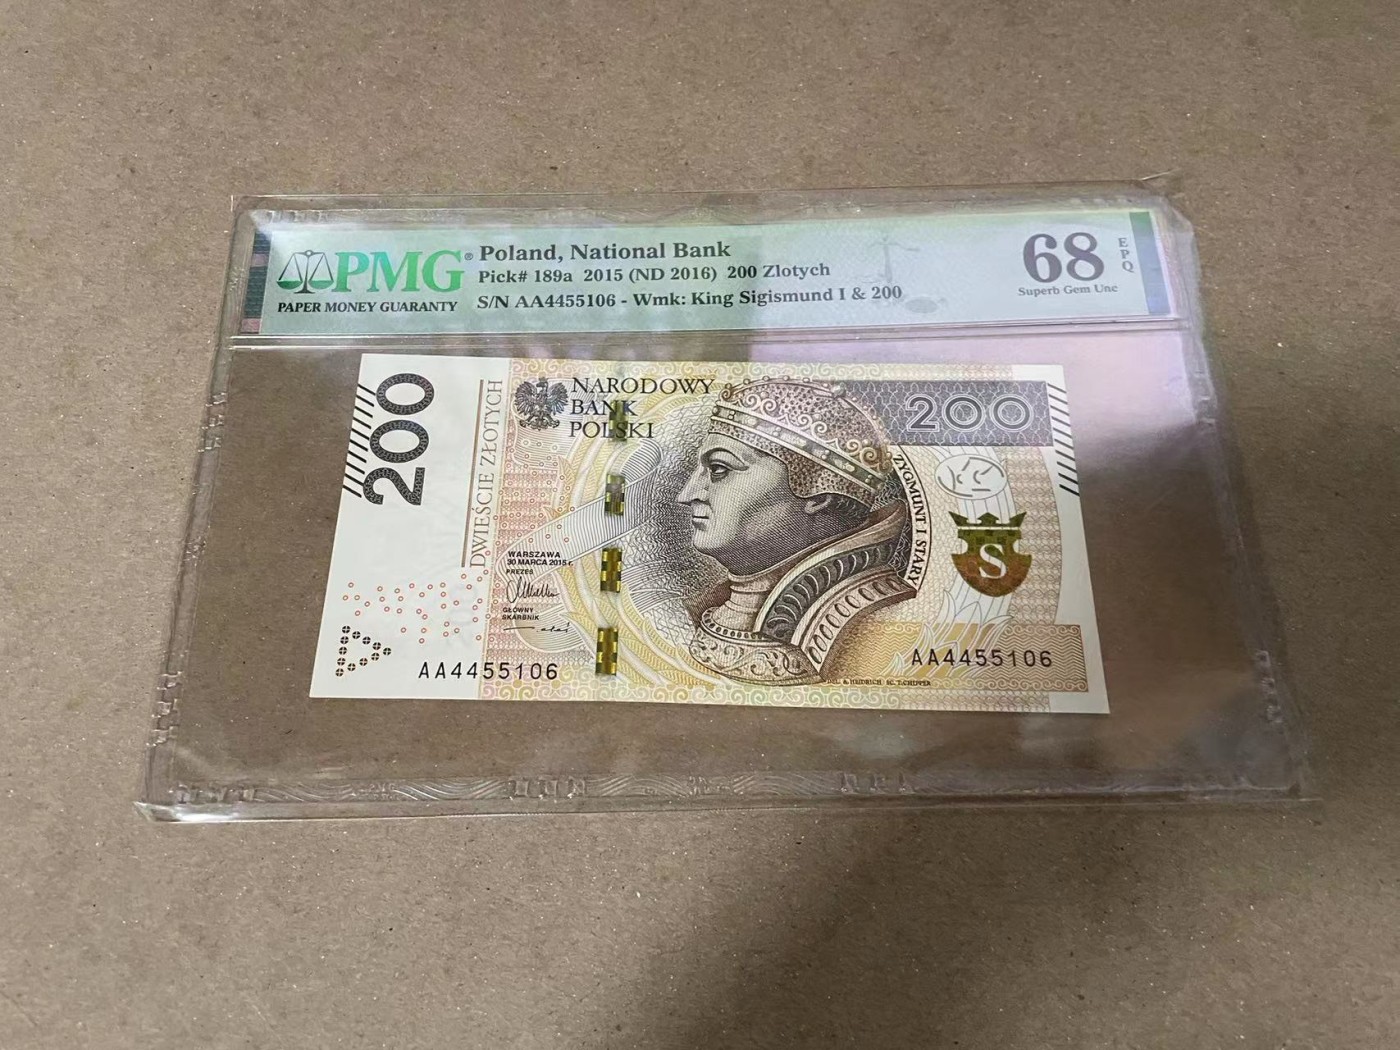 PMG®
PAPER MONEY GUARANTY
Poland, National Bank
Pick# 189a 2015 (ND 2016) 200 Zlotych
S/N AA4455106 - Wmk: King Sigismund I & 200
68
EPQ
Superb Gem Unc
200
DWIEŚCIE ZŁOTYCH
NARODOWY
BANK
POLSKI
200
ZYGMUNT I STARY
S
WARSZAWA
30 MARCA 2015 r.
PREZES
GŁÓWNY
SKARBNIK
AA4455106
AA4455106